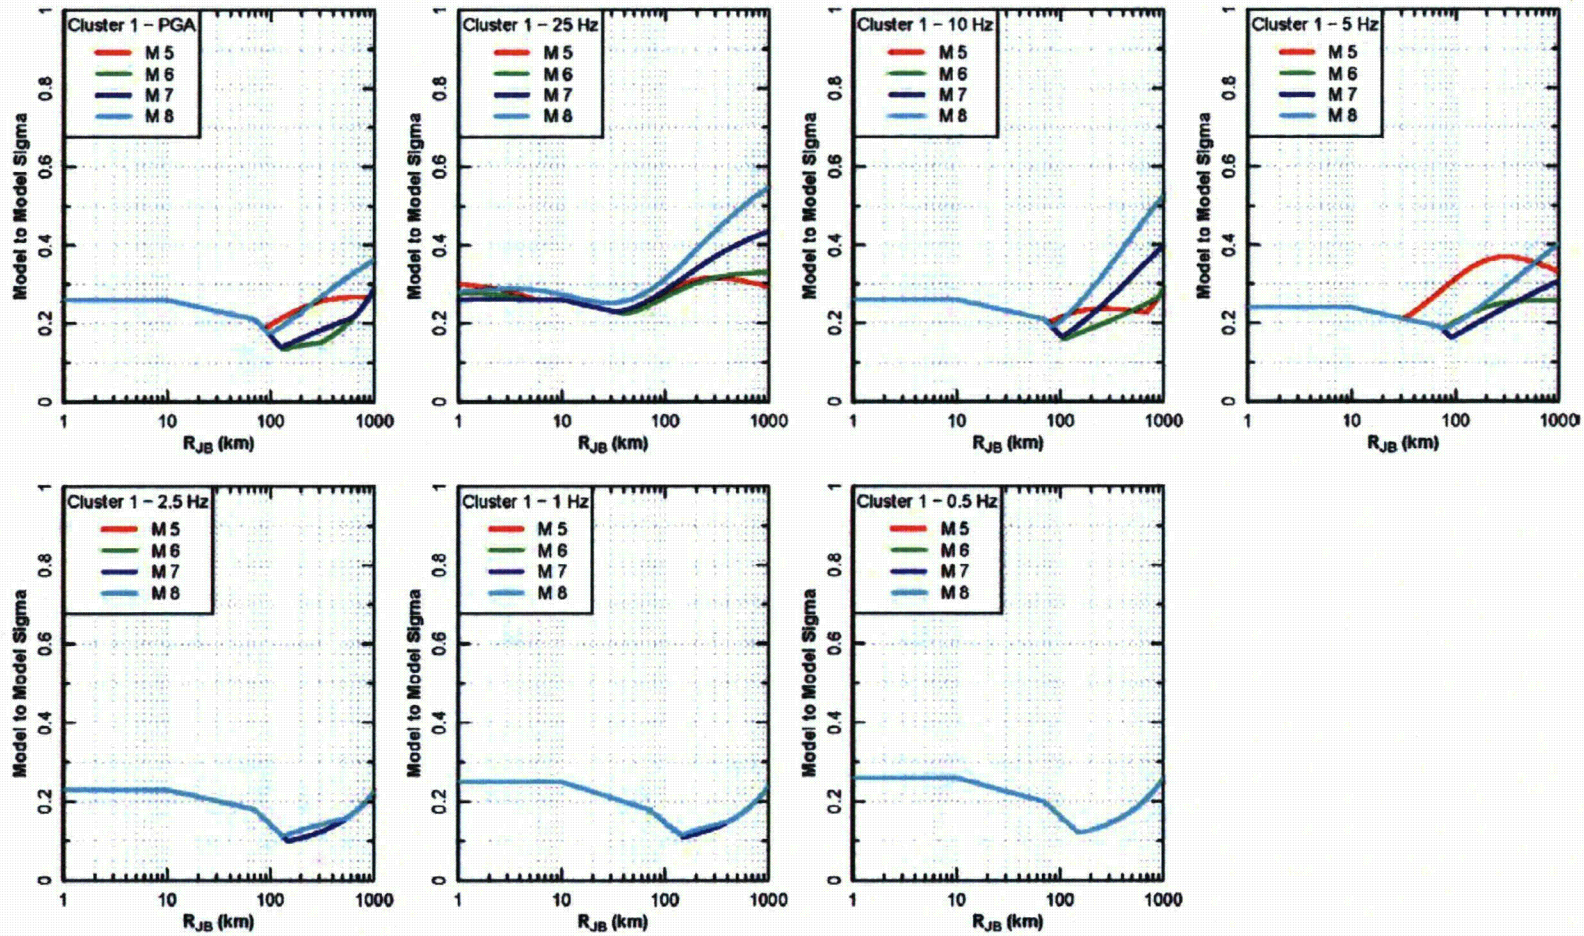 Cluster 1 – PGA
M 5
M 6
M 7
M 8
Model to Model Sigma
0
0.2
0.4
0.6
0.8
1
1
10
100
1000
R_JB (km)
Cluster 1 – 25 Hz
M 5
M 6
M 7
M 8
Model to Model Sigma
0
0.2
0.4
0.6
0.8
1
1
10
100
1000
R_JB (km)
Cluster 1 – 10 Hz
M 5
M 6
M 7
M 8
Model to Model Sigma
0
0.2
0.4
0.6
0.8
1
1
10
100
1000
R_JB (km)
Cluster 1 – 5 Hz
M 5
M 6
M 7
M 8
Model to Model Sigma
0
0.2
0.4
0.6
0.8
1
1
10
100
1000
R_JB (km)
Cluster 1 – 2.5 Hz
M 5
M 6
M 7
M 8
Model to Model Sigma
0
0.2
0.4
0.6
0.8
1
1
10
100
1000
R_JB (km)
Cluster 1 – 1 Hz
M 5
M 6
M 7
M 8
Model to Model Sigma
0
0.2
0.4
0.6
0.8
1
1
10
100
1000
R_JB (km)
Cluster 1 – 0.5 Hz
M 5
M 6
M 7
M 8
Model to Model Sigma
0
0.2
0.4
0.6
0.8
1
1
10
100
1000
R_JB (km)